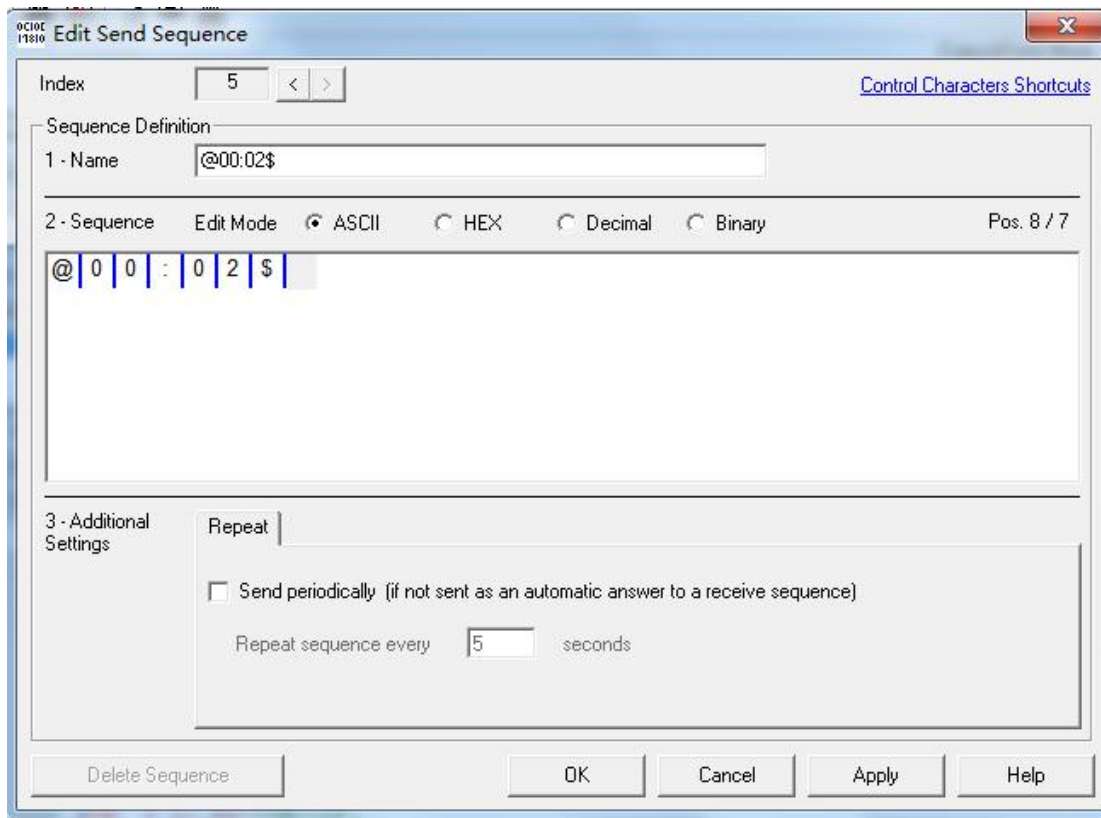 Edit Send Sequence
Index 5 < > Control Characters Shortcuts
Sequence Definition
1 - Name @00:02$
2 - Sequence Edit Mode ASCII HEX Decimal Binary Pos. 8 / 7
@ 0 0 : 0 2 $
3 - Additional
Settings
Repeat
Send periodically (if not sent as an automatic answer to a receive sequence)
Repeat sequence every 5 seconds
Delete Sequence OK Cancel Apply Help